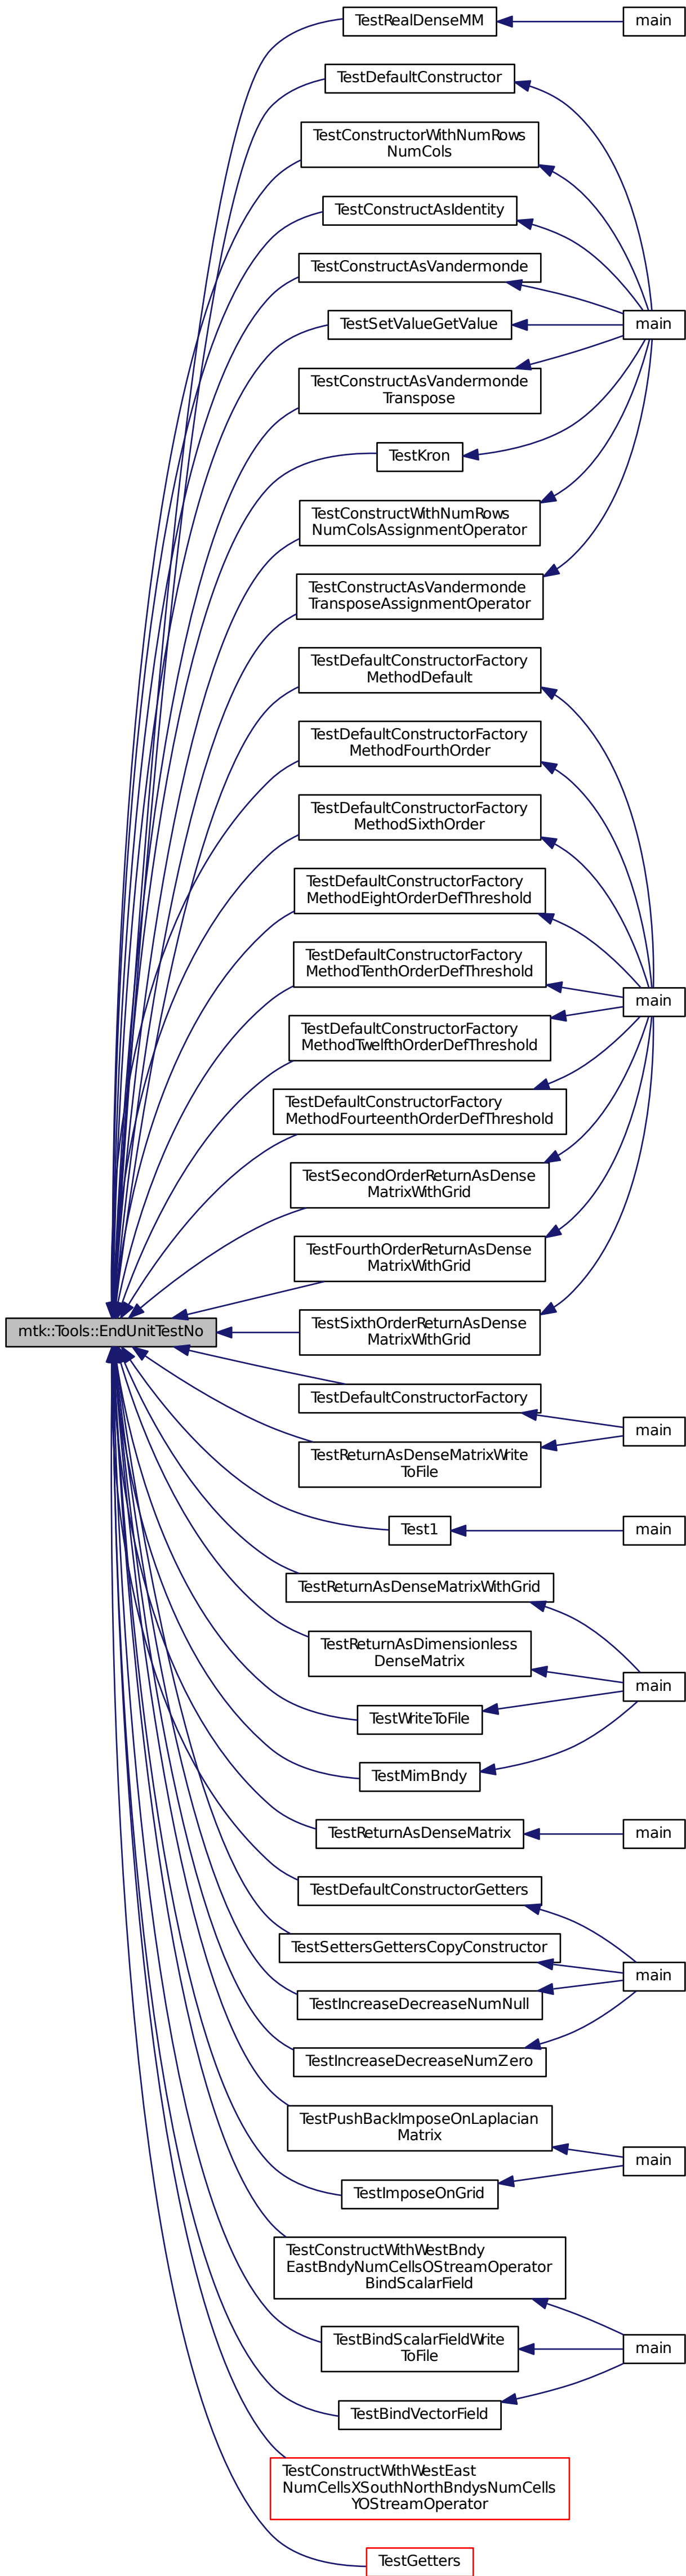 TestRealDenseMM
main
TestDefaultConstructor
TestConstructorWithNumRows
NumCols
TestConstructAsIdentity
TestConstructAsVandermonde
TestSetValueGetValue
main
TestConstructAsVandermonde
Transpose
TestKron
TestConstructWithNumRows
NumColsAssignmentOperator
TestConstructAsVandermonde
TransposeAssignmentOperator
TestDefaultConstructorFactory
MethodDefault
TestDefaultConstructorFactory
MethodFourthOrder
TestDefaultConstructorFactory
MethodSixthOrder
TestDefaultConstructorFactory
MethodEightOrderDefThreshold
TestDefaultConstructorFactory
MethodTenthOrderDefThreshold
main
TestDefaultConstructorFactory
MethodTwelfthOrderDefThreshold
TestDefaultConstructorFactory
MethodFourteenthOrderDefThreshold
TestSecondOrderReturnAsDense
MatrixWithGrid
TestFourthOrderReturnAsDense
MatrixWithGrid
mtk::Tools::EndUnitTestNo
TestSixthOrderReturnAsDense
MatrixWithGrid
TestDefaultConstructorFactory
main
TestReturnAsDenseMatrixWrite
ToFile
Test1
main
TestReturnAsDenseMatrixWithGrid
TestReturnAsDimensionless
DenseMatrix
main
TestWriteToFile
TestMimBndy
TestReturnAsDenseMatrix
main
TestDefaultConstructorGetters
TestSettersGettersCopyConstructor
main
TestIncreaseDecreaseNumNull
TestIncreaseDecreaseNumZero
TestPushBackImposeOnLaplacian
Matrix
main
TestImposeOnGrid
TestConstructWithWestBndy
EastBndyNumCellsOStreamOperator
BindScalarField
TestBindScalarFieldWrite
ToFile
main
TestBindVectorField
TestConstructWithWestEast
NumCellsXSouthNorthBndysNumCells
YOStreamOperator
TestGetters